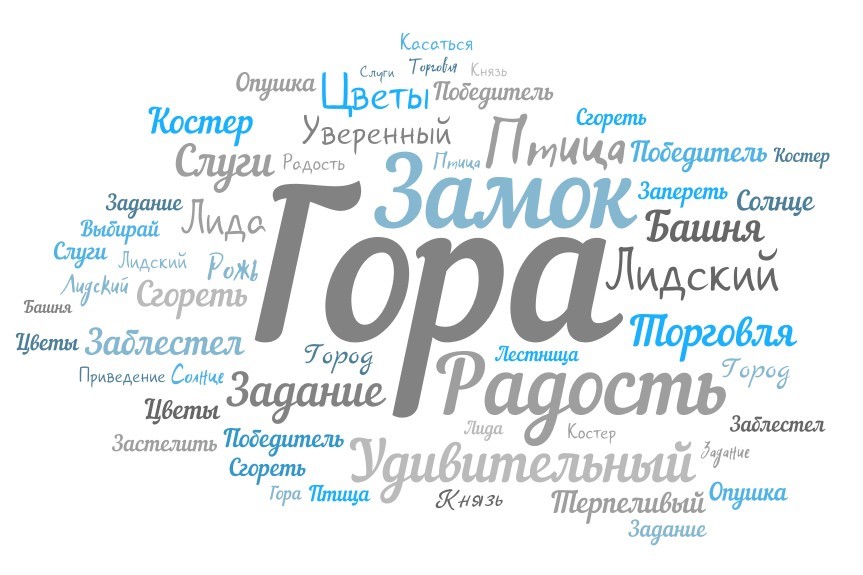 Касаться
Слуги Торговля Князь
Опушка Цветы Победитель
Костер Уверенный Птица Сгореть
Слуги Радость Птица Замок Победитель Костер
Задание Лида Запереть Солнце
Выбирай Башня
Слуги Лидский Рожь Гора Лидский
Лидский Сгореть
Башня
Цветы Заблестел Город Лестница Торговля
Приведение Солнце Задание Радость Город
Цветы Лида Костер Заблестел
Застелить Победитель Удивительный Задание
Сгореть
Гора Птица Князь Терпеливый Опушка
Задание